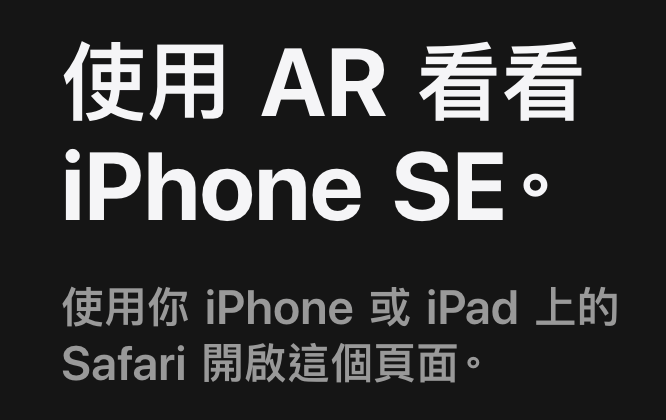 使用 AR 看看
iPhone SE。
使用你 iPhone 或 iPad 上的
Safari 開啟這個頁面。